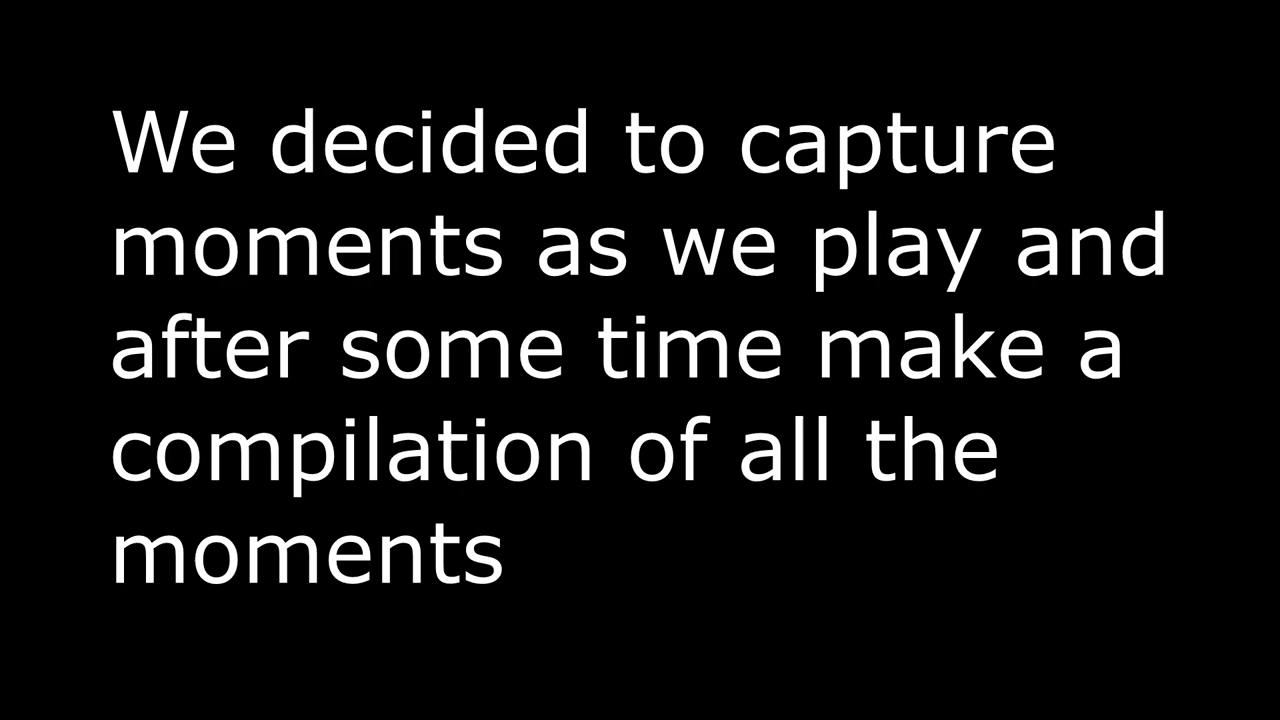 We decided to capture
moments as we play and
after some time make a
compilation of all the
moments